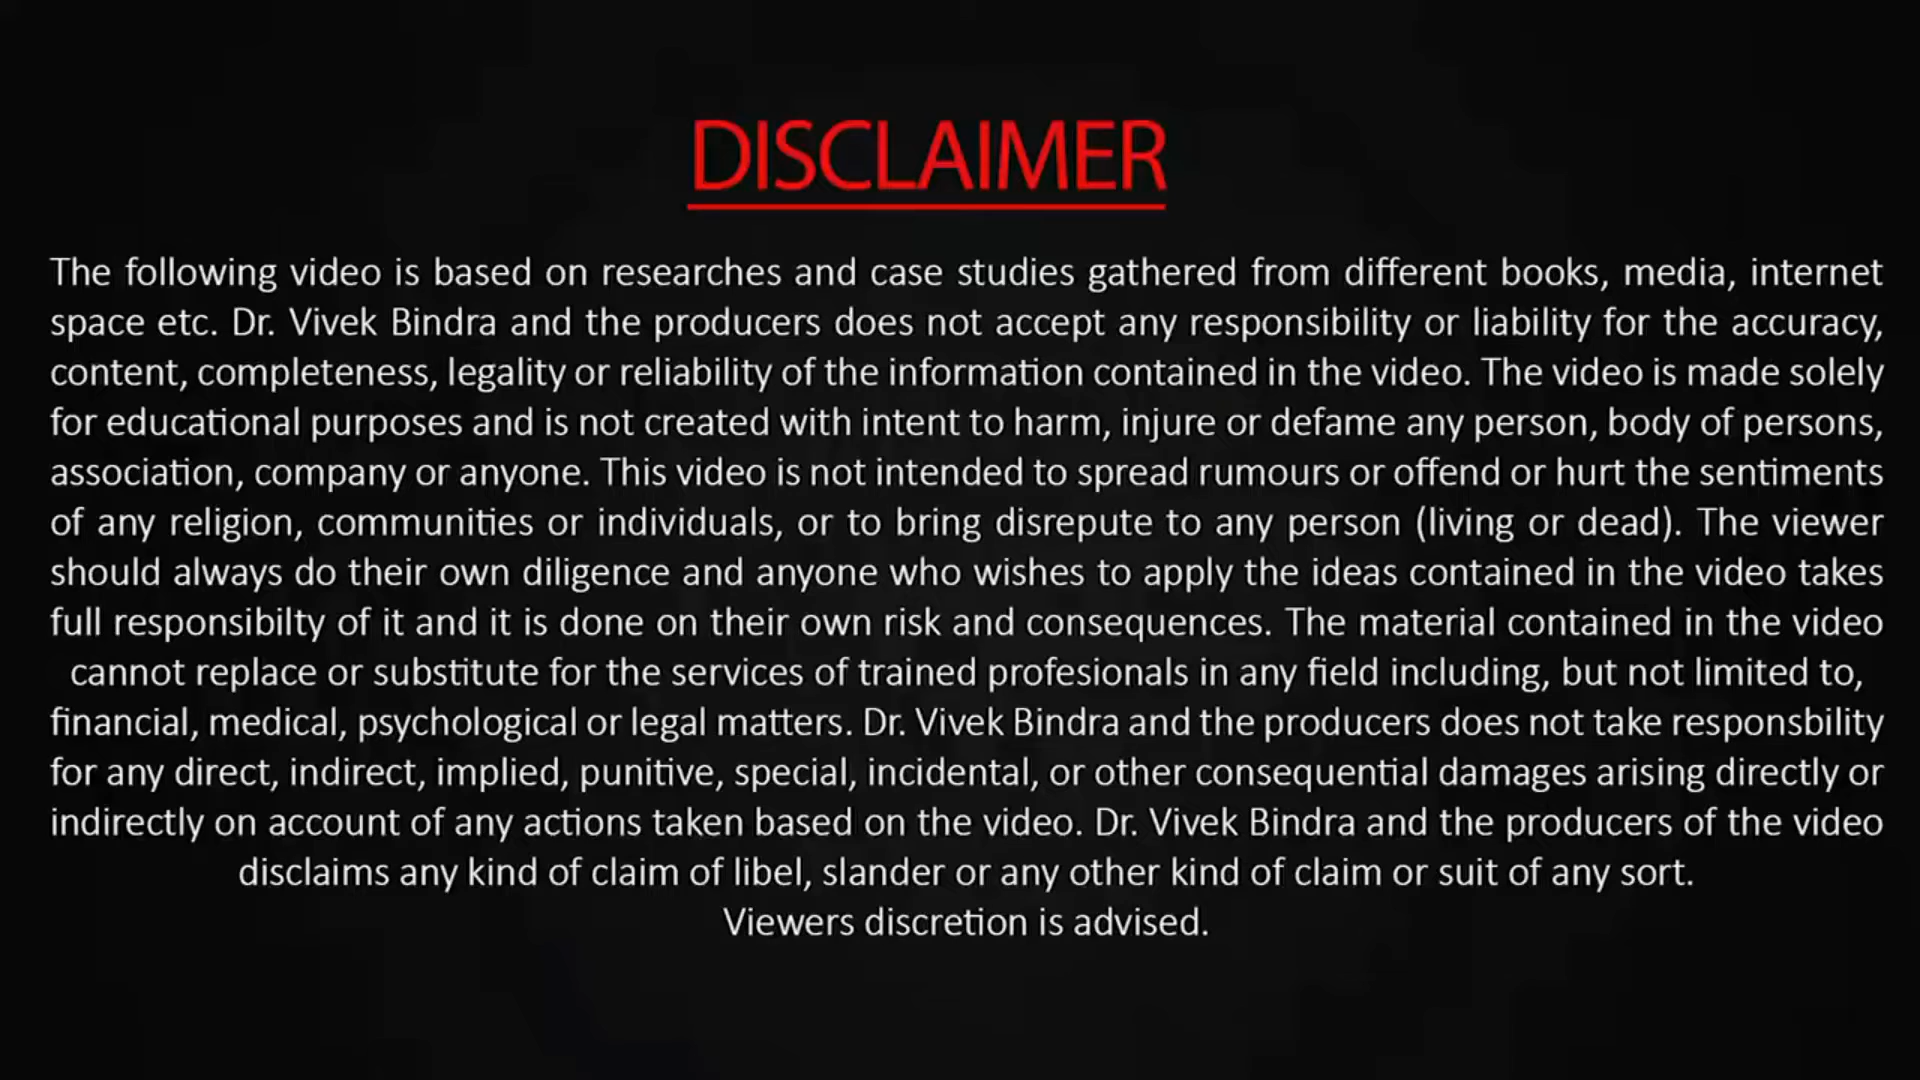 DISCLAIMER
The following video is based on researches and case studies gathered from different books, media, internet
space etc. Dr. Vivek Bindra and the producers does not accept any responsibility or liability for the accuracy,
content, completeness, legality or reliability of the information contained in the video. The video is made solely
for educational purposes and is not created with intent to harm, injure or defame any person, body of persons,
association, company or anyone. This video is not intended to spread rumours or offend or hurt the sentiments
of any religion, communities or individuals, or to bring disrepute to any person (living or dead). The viewer
should always do their own diligence and anyone who wishes to apply the ideas contained in the video takes
full responsibilty of it and it is done on their own risk and consequences. The material contained in the video
cannot replace or substitute for the services of trained profesionals in any field including, but not limited to,
financial, medical, psychological or legal matters. Dr. Vivek Bindra and the producers does not take responsbility
for any direct, indirect, implied, punitive, special, incidental, or other consequential damages arising directly or
indirectly on account of any actions taken based on the video. Dr. Vivek Bindra and the producers of the video
disclaims any kind of claim of libel, slander or any other kind of claim or suit of any sort.
Viewers discretion is advised.